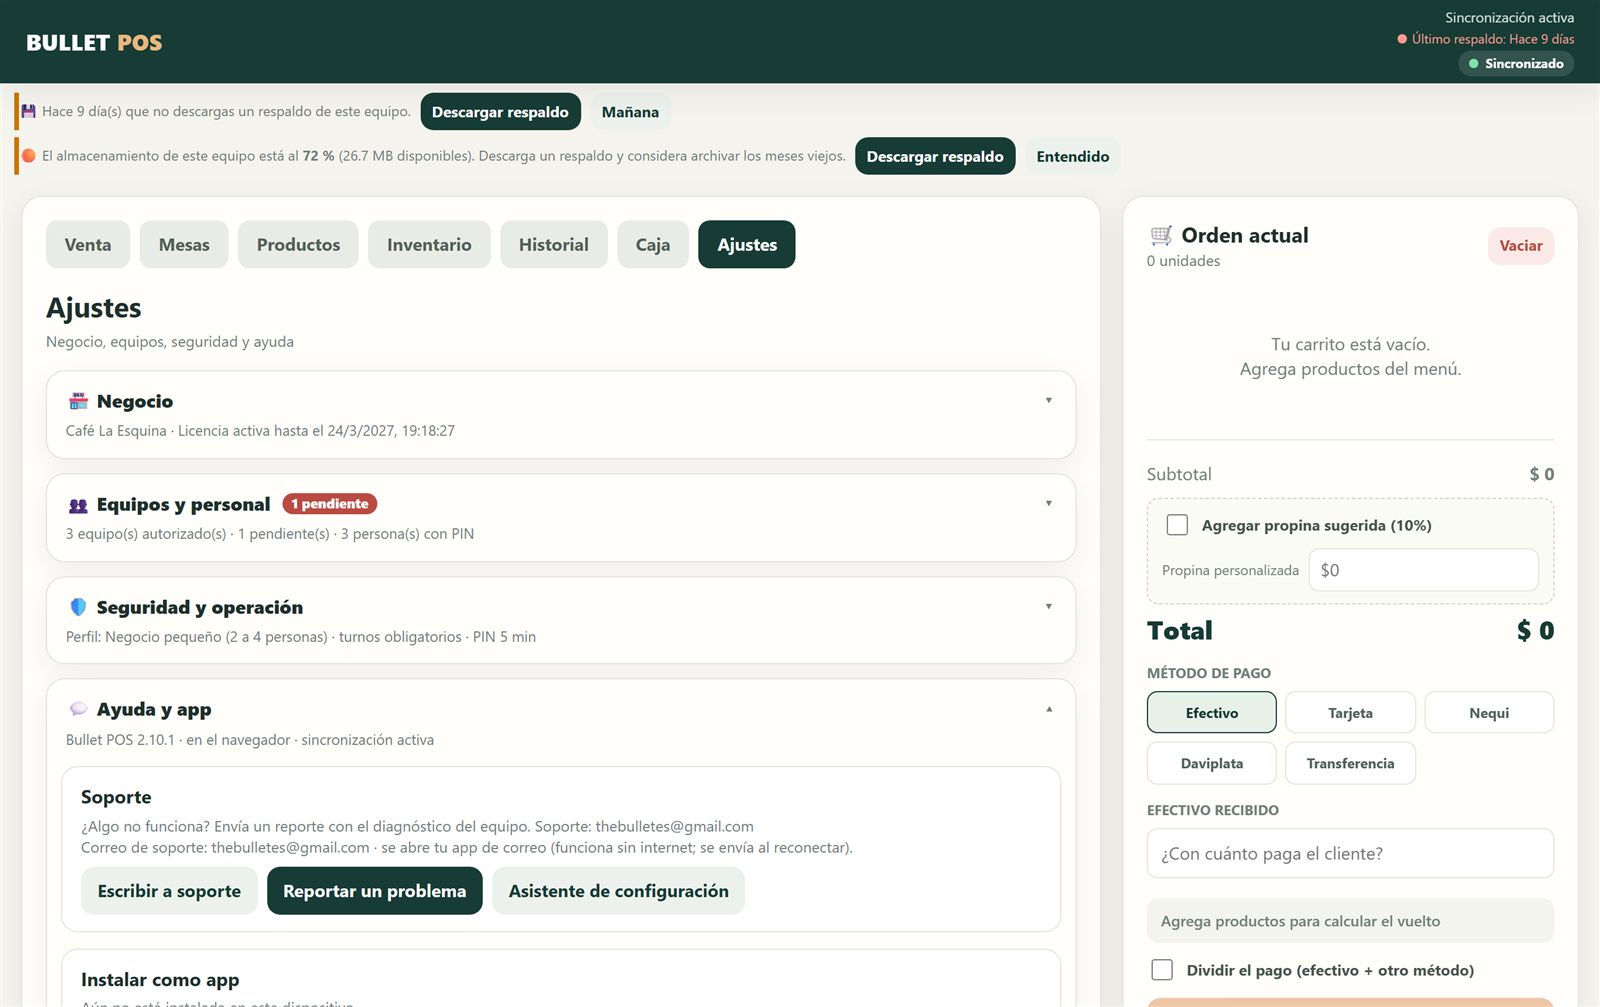 BULLET POS
Sincronización activa
Último respaldo: Hace 9 días
Sincronizado
Hace 9 día(s) que no descargas un respaldo de este equipo. Descargar respaldo Mañana
El almacenamiento de este equipo está al 72 % (26.7 MB disponibles). Descarga un respaldo y considera archivar los meses viejos. Descargar respaldo Entendido
Venta Mesas Productos Inventario Historial Caja Ajustes
Ajustes
Negocio, equipos, seguridad y ayuda
Negocio
Café La Esquina · Licencia activa hasta el 24/3/2027, 19:18:27
Equipos y personal 1 pendiente
3 equipo(s) autorizado(s) · 1 pendiente(s) · 3 persona(s) con PIN
Seguridad y operación
Perfil: Negocio pequeño (2 a 4 personas) · turnos obligatorios · PIN 5 min
Ayuda y app
Bullet POS 2.10.1 · en el navegador · sincronización activa
Soporte
¿Algo no funciona? Envía un reporte con el diagnóstico del equipo. Soporte: thebulletes@gmail.com
Correo de soporte: thebulletes@gmail.com · se abre tu app de correo (funciona sin internet; se envía al reconectar).
Escribir a soporte Reportar un problema Asistente de configuración
Instalar como app
Aún no está instalada en este dispositivo
Orden actual
0 unidades
Vaciar
Tu carrito está vacío.
Agrega productos del menú.
Subtotal $ 0
Agregar propina sugerida (10%)
Propina personalizada $0
Total $ 0
MÉTODO DE PAGO
Efectivo Tarjeta Nequi
Daviplata Transferencia
EFECTIVO RECIBIDO
¿Con cuánto paga el cliente?
Agrega productos para calcular el vuelto
Dividir el pago (efectivo + otro método)